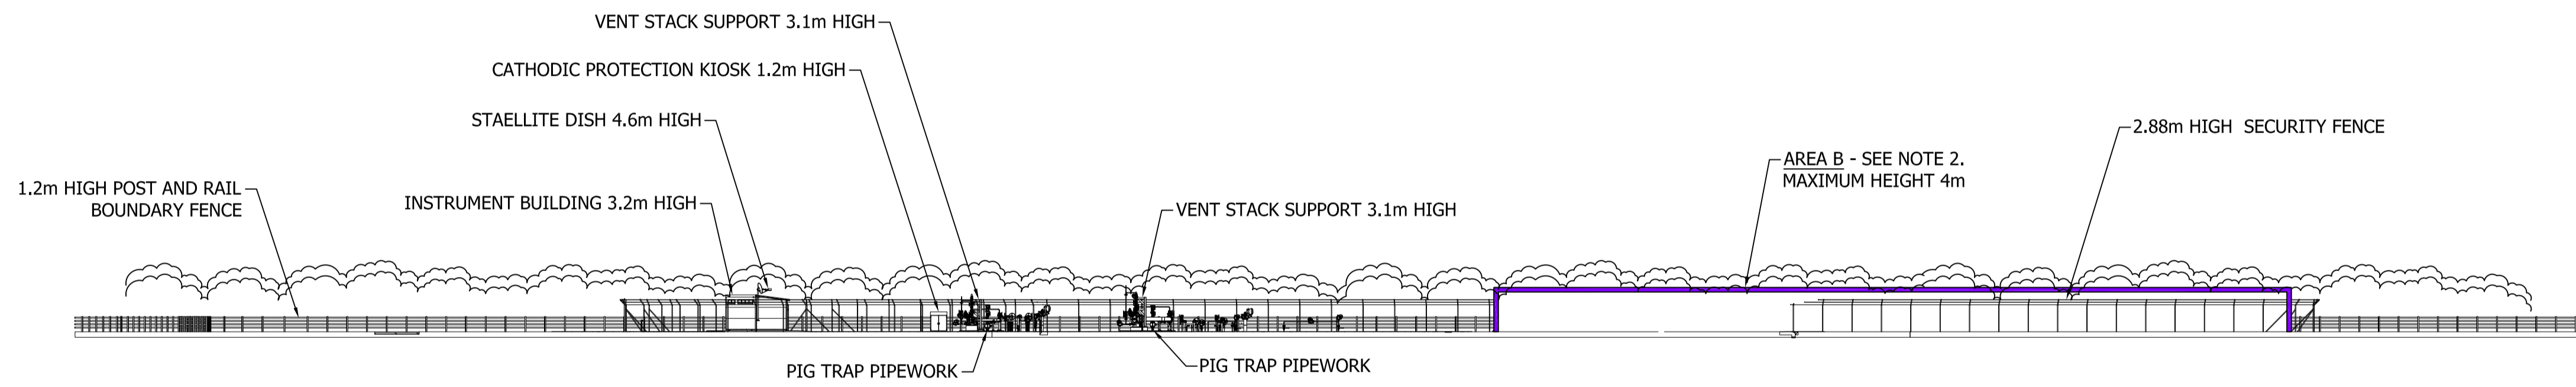 VENT STACK SUPPORT 3.1m HIGH
CATHODIC PROTECTION KIOSK 1.2m HIGH
STAELLITE DISH 4.6m HIGH
2.88m HIGH SECURITY FENCE
AREA B - SEE NOTE 2.
MAXIMUM HEIGHT 4m
1.2m HIGH POST AND RAIL
BOUNDARY FENCE
INSTRUMENT BUILDING 3.2m HIGH
VENT STACK SUPPORT 3.1m HIGH
PIG TRAP PIPEWORK
PIG TRAP PIPEWORK